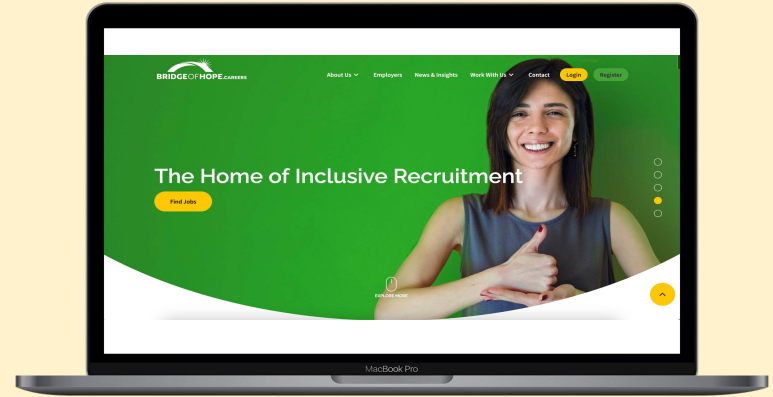 BRIDGEOFHOPE.CAREERS
About Us Employers News & Insights Work With Us Contact Login Register
The Home of Inclusive Recruitment
Find Jobs
EXPLORE MORE
MacBook Pro